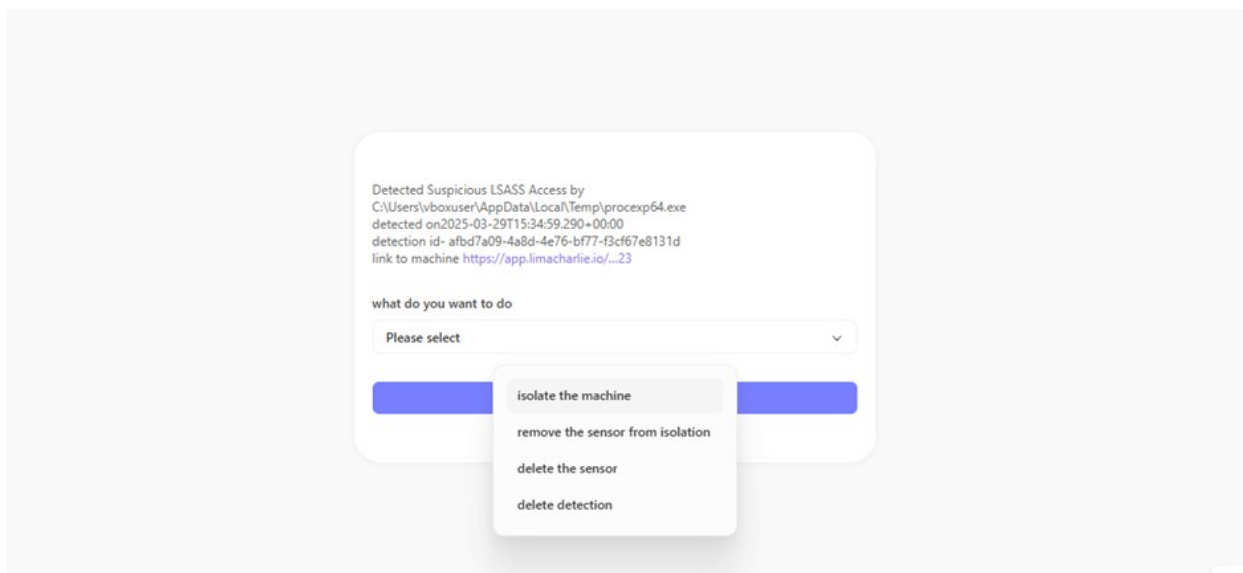 Detected Suspicious LSASS Access by
C:\Users\vboxuser\AppData\Local\Temp\procexp64.exe
detected on2025-03-29T15:34:59.290+00:00
detection id- afbd7a09-4a8d-4e76-bf77-f3cf67e8131d
link to machine https://app.limacharlie.io/...23
what do you want to do
Please select
isolate the machine
remove the sensor from isolation
delete the sensor
delete detection